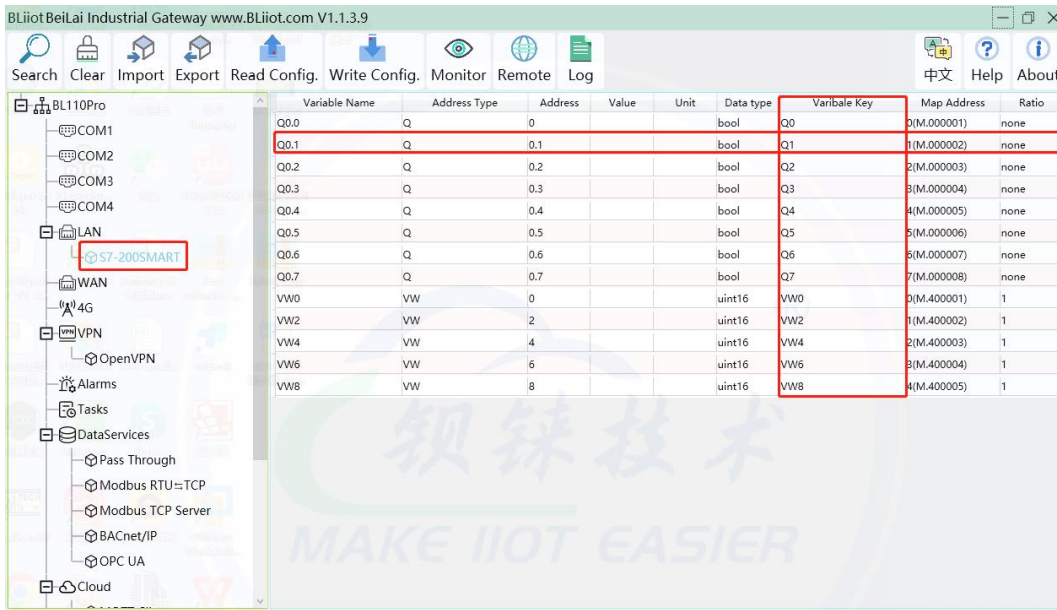 BLiiot BeiLai Industrial Gateway www.BLiiot.com V1.1.3.9
Search Clear Import Export Read Config. Write Config. Monitor Remote Log 中文 Help About
BL110Pro
COM1
COM2
COM3
COM4
LAN
S7-200SMART
WAN
4G
VPN
OpenVPN
Alarms
Tasks
DataServices
Pass Through
Modbus RTU⇆TCP
Modbus TCP Server
BACnet/IP
OPC UA
Cloud
Variable Name Address Type Address Value Unit Data type Varibale Key Map Address Ratio
Q0.0 Q 0 bool Q0 0(M.000001) none
Q0.1 Q 0.1 bool Q1 1(M.000002) none
Q0.2 Q 0.2 bool Q2 2(M.000003) none
Q0.3 Q 0.3 bool Q3 3(M.000004) none
Q0.4 Q 0.4 bool Q4 4(M.000005) none
Q0.5 Q 0.5 bool Q5 5(M.000006) none
Q0.6 Q 0.6 bool Q6 6(M.000007) none
Q0.7 Q 0.7 bool Q7 7(M.000008) none
VW0 VW 0 uint16 VW0 0(M.400001) 1
VW2 VW 2 uint16 VW2 1(M.400002) 1
VW4 VW 4 uint16 VW4 2(M.400003) 1
VW6 VW 6 uint16 VW6 3(M.400004) 1
VW8 VW 8 uint16 VW8 4(M.400005) 1
钡铼技术
MAKE IIOT EASIER